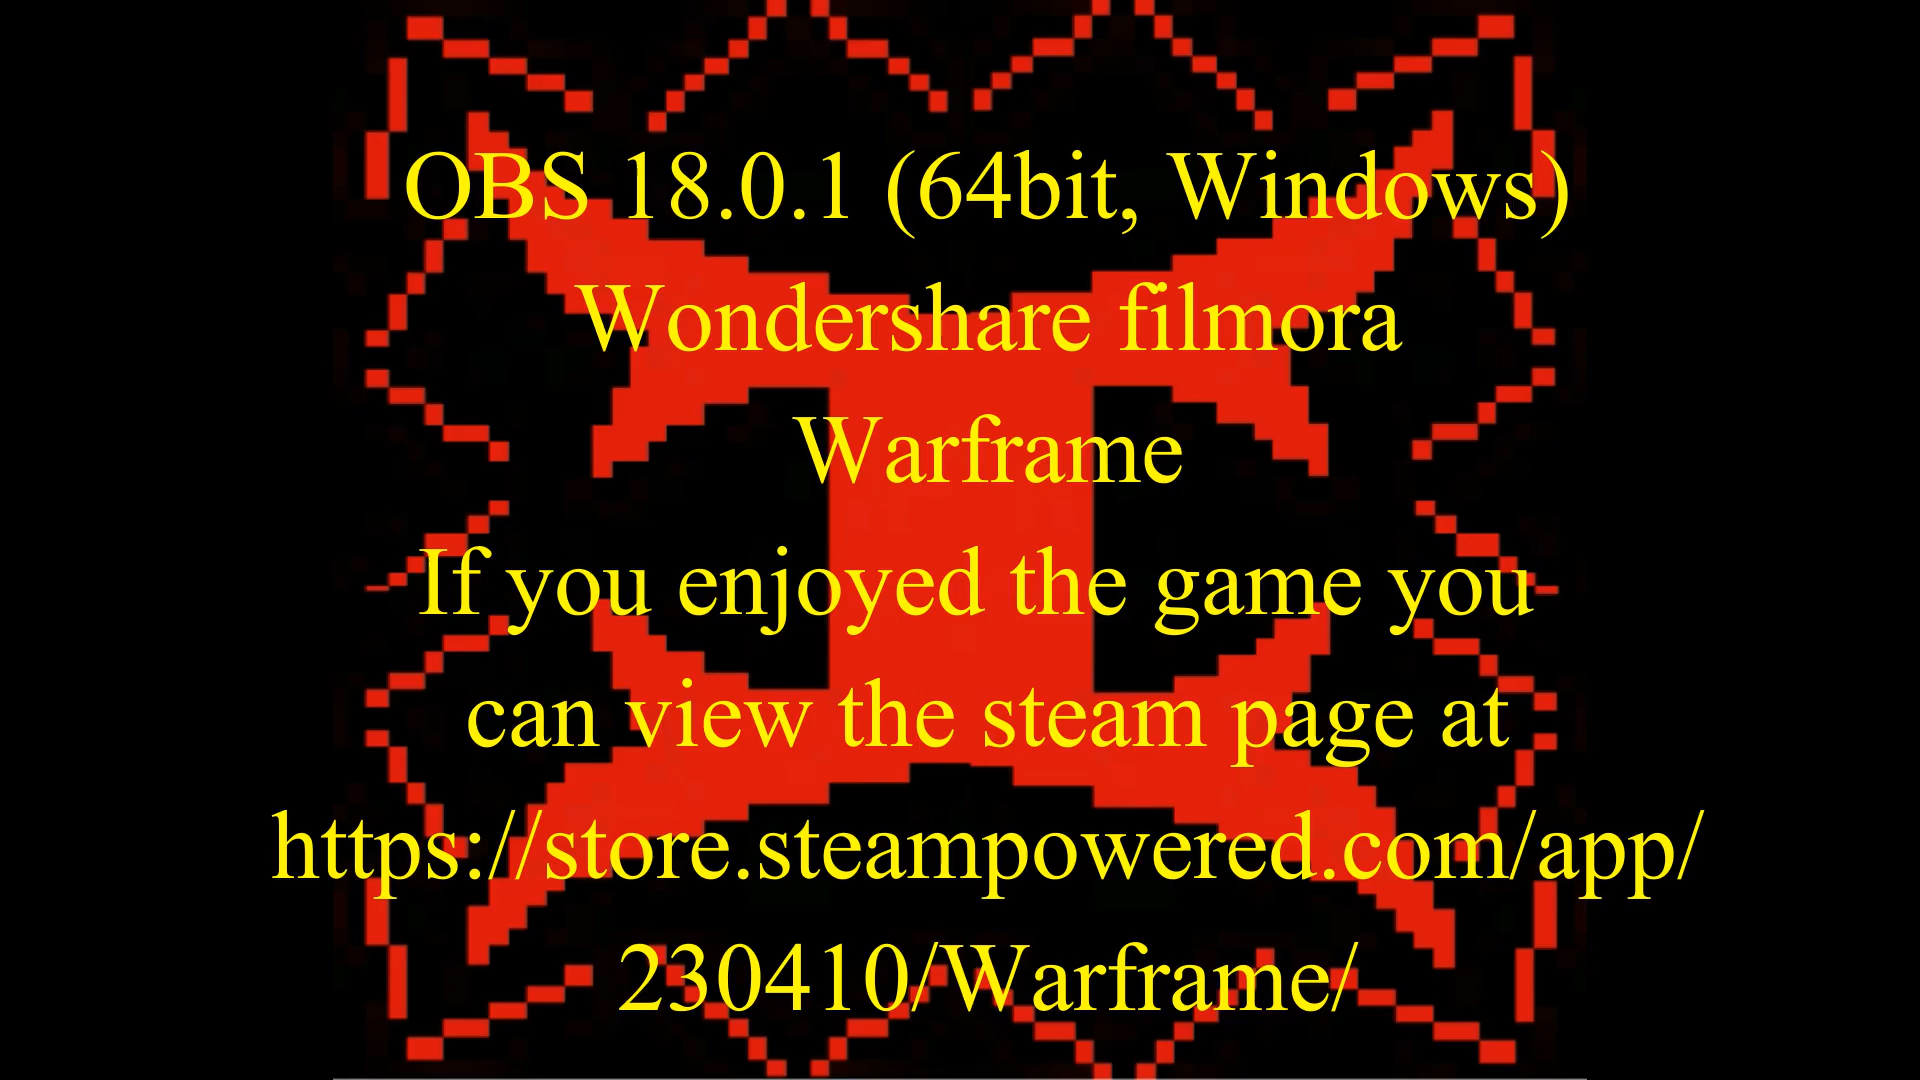 OBS 18.0.1 (64bit, Windows)
Wondershare filmora
Warframe
If you enjoyed the game you
can view the steam page at
https://store.steampowered.com/app/
230410/Warframe/